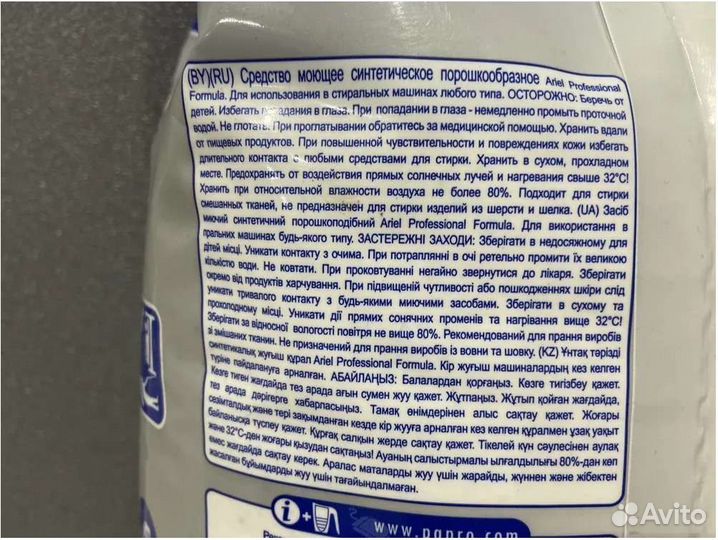 (BY)(RU) Средство моющее синтетическое порошкообразное Ariel Professional
Formula. Для использования в стиральных машинах любого типа. ОСТОРОЖНО: Беречь от
детей. Избегать попадания в глаза. При попадании в глаза - немедленно промыть проточной
водой. Не глотать. При проглатывании обратитесь за медицинской помощью. Хранить вдали
от пищевых продуктов. При повышенной чувствительности и повреждениях кожи избегать
длительного контакта с любыми средствами для стирки. Хранить в сухом, прохладном
месте. Предохранять от воздействия прямых солнечных лучей и нагревания свыше 32°C!
Хранить при относительной влажности воздуха не более 80%. Подходит для стирки
смешанных тканей, не предназначен для стирки изделий из шерсти и шелка. (UA) Засіб
миючий синтетичний порошкоподібний Ariel Professional Formula. Для використання в
пральних машинах будь-якого типу. ЗАСТЕРЕЖНІ ЗАХОДИ: Зберігати в недосяжному для
дітей місці. Уникати контакту з очима. При потраплянні в очі ретельно промити їх великою
кількістю води. Не ковтати. При проковтуванні негайно звернутися до лікаря. Зберігати
окремо від продуктів харчування. При підвищеній чутливості або пошкодженнях шкіри слід
уникати тривалого контакту з будь-якими миючими засобами. Зберігати в сухому та
прохолодному місці. Уникати дії прямих сонячних променів та нагрівання вище 32°C!
Зберігати за відносної вологості повітря не вище 80%. Рекомендований для прання виробів
зі змішаних тканин. Не призначений для прання виробів із вовни та шовку. (KZ) Ұнтақ тәрізді
синтетикалық жуғыш құрал Ariel Professional Formula. Кір жуғыш машиналардың кез келген
түріне пайдалануға арналған. АБАЙЛАҢЫЗ: Балалардан қорғаңыз. Көзге тигізбеу қажет.
Көзге тиген жағдайда тез арада ағын сумен жуу қажет. Жұтпаңыз. Жұтып қойған жағдайда,
тез арада дәрігерге хабарласыңыз. Тамақ өнімдерінен алыс сақтау қажет. Жоғары
сезімталдық және тері зақымданған кезде кір жууға арналған кез келген құралмен ұзақ уақыт
байланысқа түспеу қажет. Құрғақ салқын жерде сақтау қажет. Тікелей күн сәулесінен аулақ
және 32°C-ден жоғары қызудан сақтаңыз! Ауаның салыстырмалы ылғалдылығы 80%-дан көп
емес жағдайда сақтау керек. Аралас маталарды жуу үшін жарайды, жүннен және жібектен
жасалған бұйымдарды жуу үшін тағайындалмаған.
www.pgpro.com
Avito